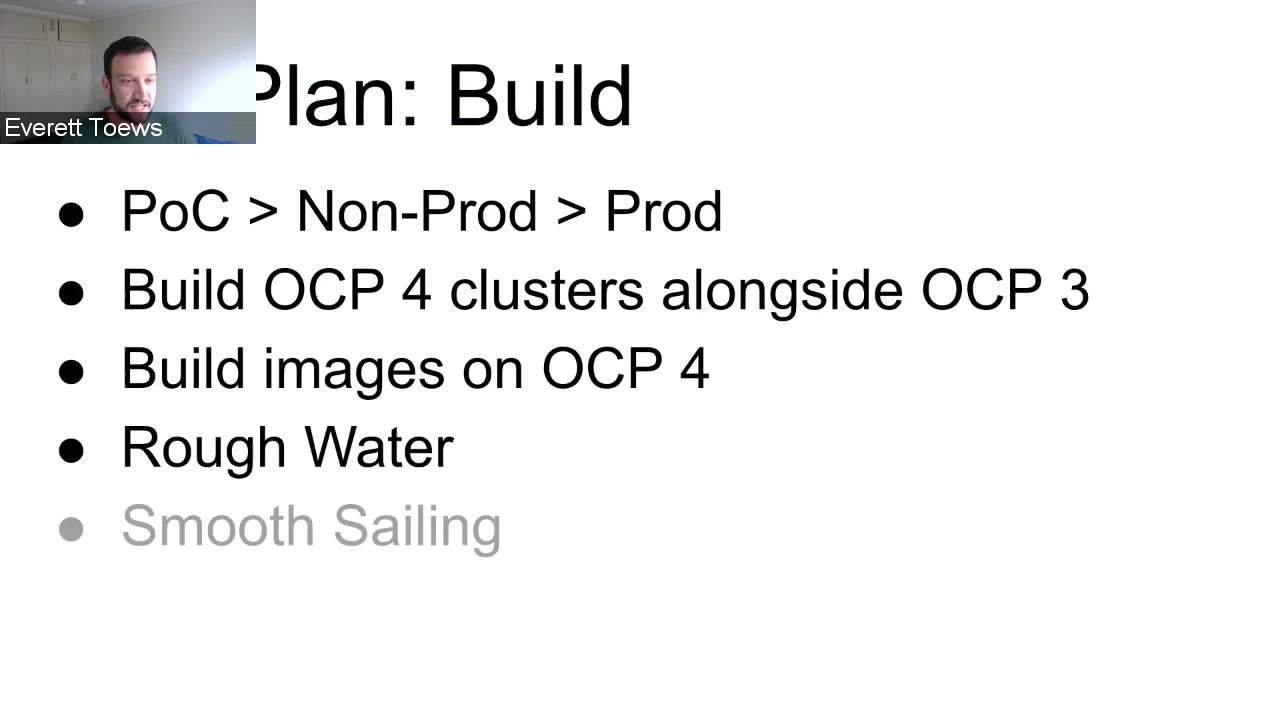 Plan: Build
Everett Toews
● PoC > Non-Prod > Prod
● Build OCP 4 clusters alongside OCP 3
● Build images on OCP 4
● Rough Water
● Smooth Sailing